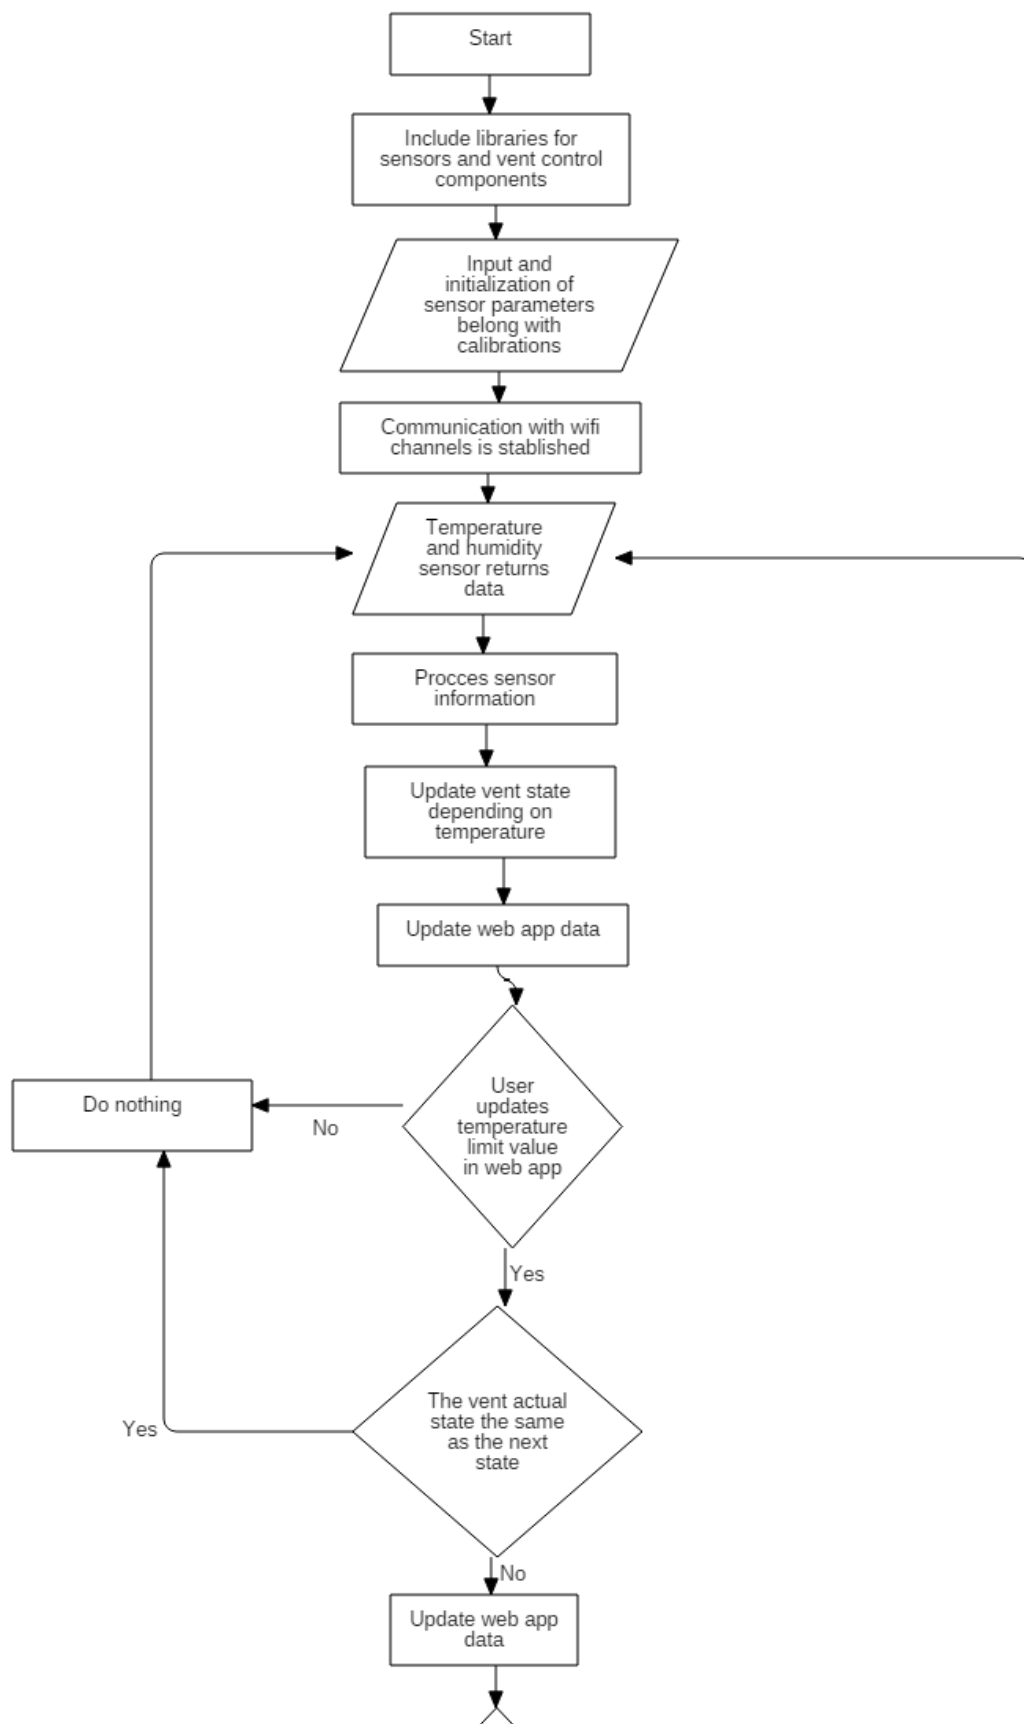 Start
Include libraries for
sensors and vent control
components
Input and
initialization of
sensor parameters
belong with
calibrations
Communication with wifi
channels is stablished
Temperature
and humidity
sensor returns
data
Procces sensor
information
Update vent state
depending on
temperature
Update web app data
User
updates
temperature
limit value
in web app
No
Do nothing
Yes
The vent actual
state the same
as the next
state
Yes
No
Update web app
data